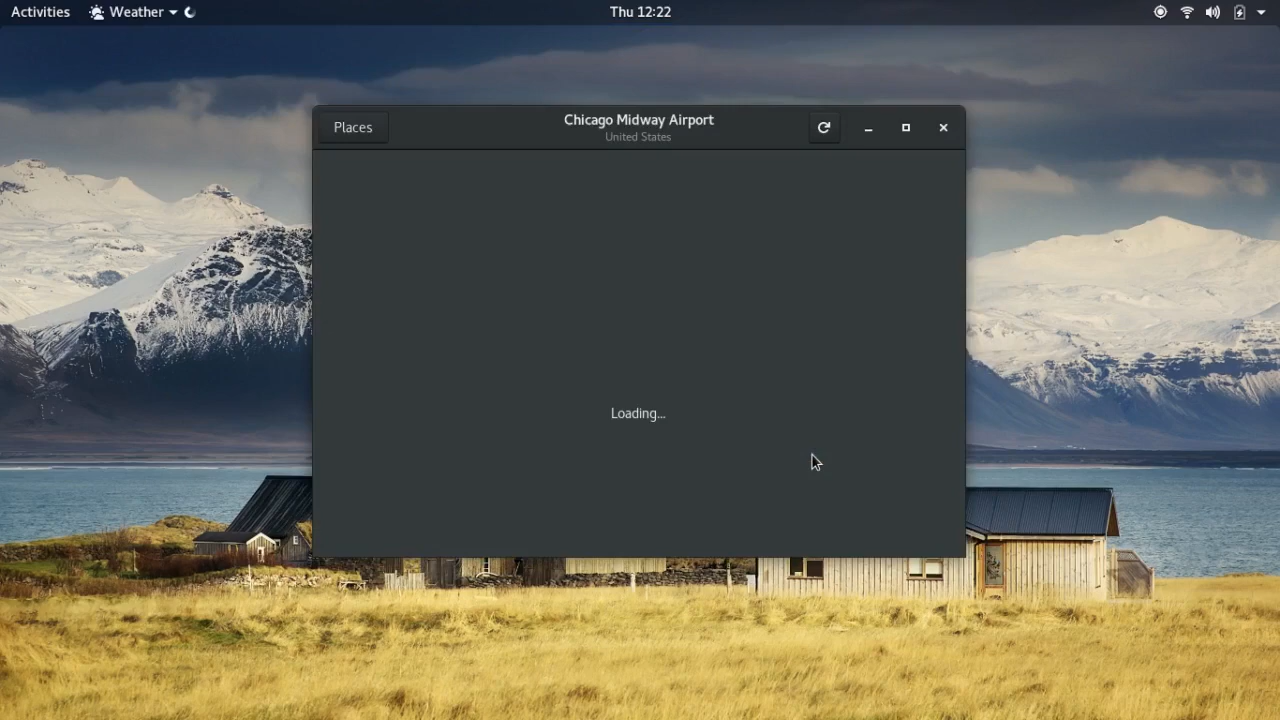 Activities Weather Thu 12:22
Places Chicago Midway Airport
United States
Loading...